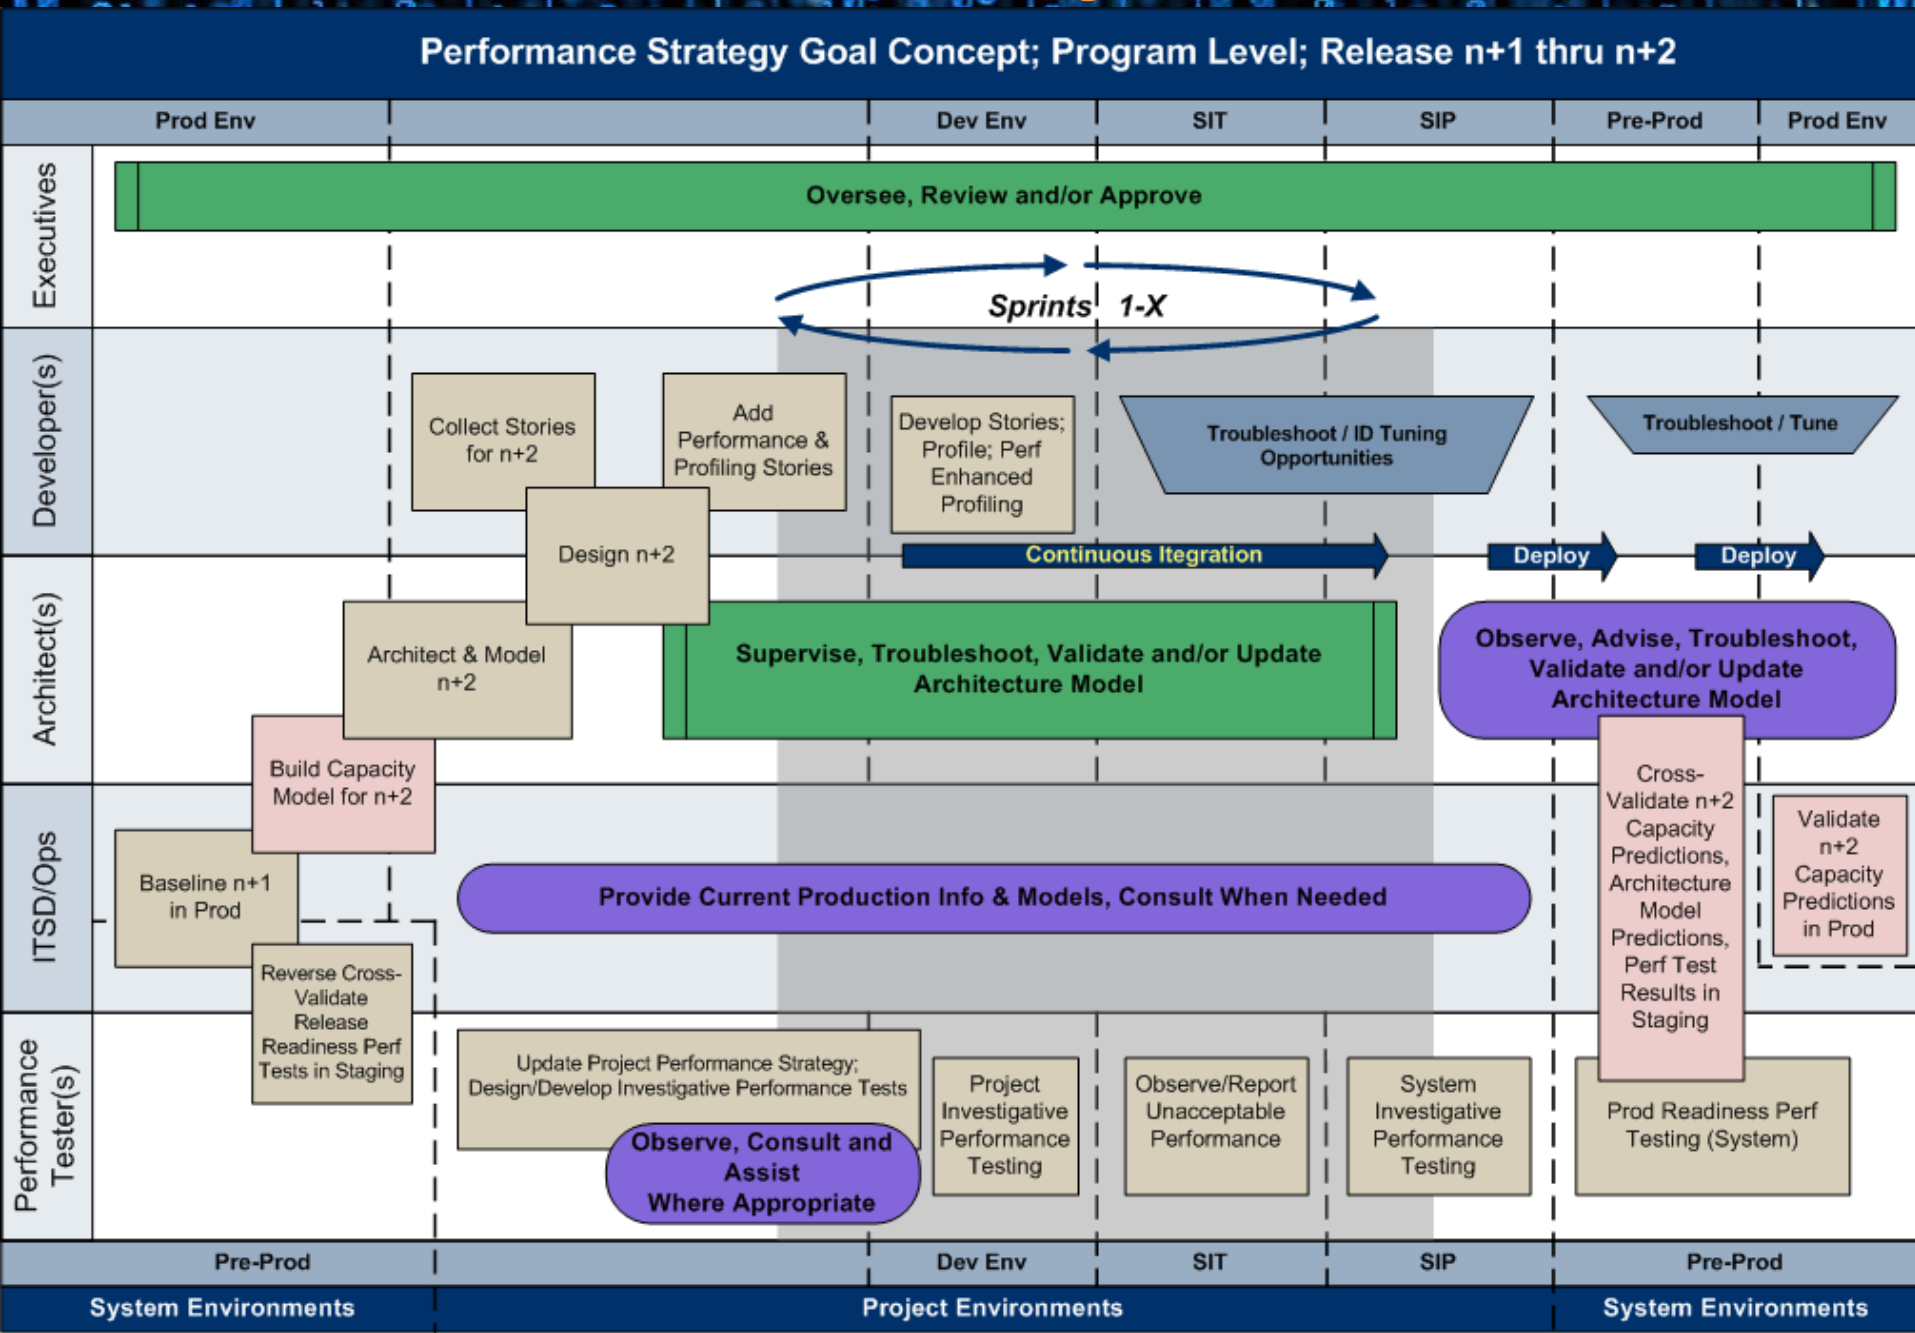 Performance Strategy Goal Concept; Program Level; Release n+1 thru n+2
Prod Env
Dev Env
SIT
SIP
Pre-Prod
Prod Env
Executives
Oversee, Review and/or Approve
Sprints 1-X
Developer(s)
Collect Stories
for n+2
Add
Performance &
Profiling Stories
Develop Stories;
Profile; Perf
Enhanced
Profiling
Troubleshoot / ID Tuning
Opportunities
Troubleshoot / Tune
Design n+2
Continuous Itegration
Deploy
Deploy
Architect(s)
Architect & Model
n+2
Supervise, Troubleshoot, Validate and/or Update
Architecture Model
Observe, Advise, Troubleshoot,
Validate and/or Update
Architecture Model
Build Capacity
Model for n+2
Cross-
Validate n+2
Capacity
Predictions,
Architecture
Model
Predictions,
Perf Test
Results in
Staging
Validate
n+2
Capacity
Predictions
in Prod
ITSD/Ops
Baseline n+1
in Prod
Provide Current Production Info & Models, Consult When Needed
Reverse Cross-
Validate
Release
Readiness Perf
Tests in Staging
Performance
Tester(s)
Update Project Performance Strategy;
Design/Develop Investigative Performance Tests
Observe, Consult and
Assist
Where Appropriate
Project
Investigative
Performance
Testing
Observe/Report
Unacceptable
Performance
System
Investigative
Performance
Testing
Prod Readiness Perf
Testing (System)
Pre-Prod
Dev Env
SIT
SIP
Pre-Prod
System Environments
Project Environments
System Environments